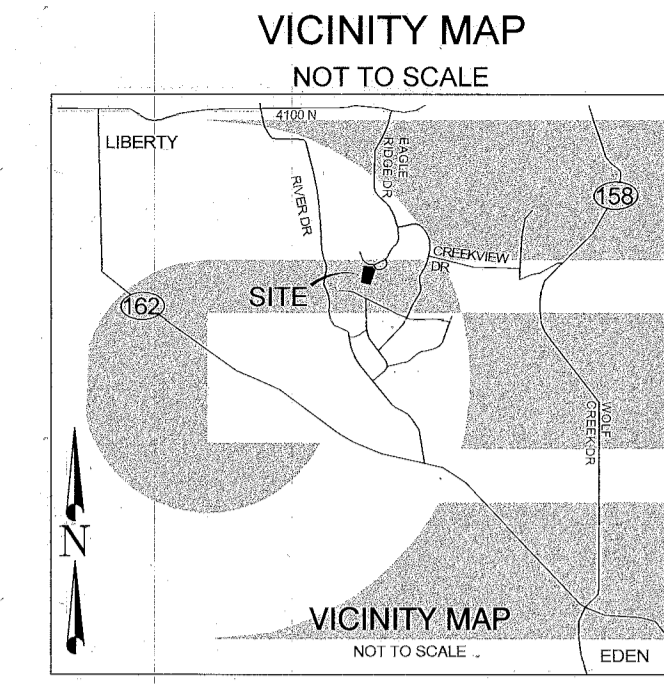 VICINITY MAP
NOT TO SCALE
4100 N
LIBERTY
EAGLE
RIDGE DR
RIVER DR
158
CREEKVIEW
DR
SITE
162
WOLF
CREEK DR
N
VICINITY MAP
NOT TO SCALE
EDEN